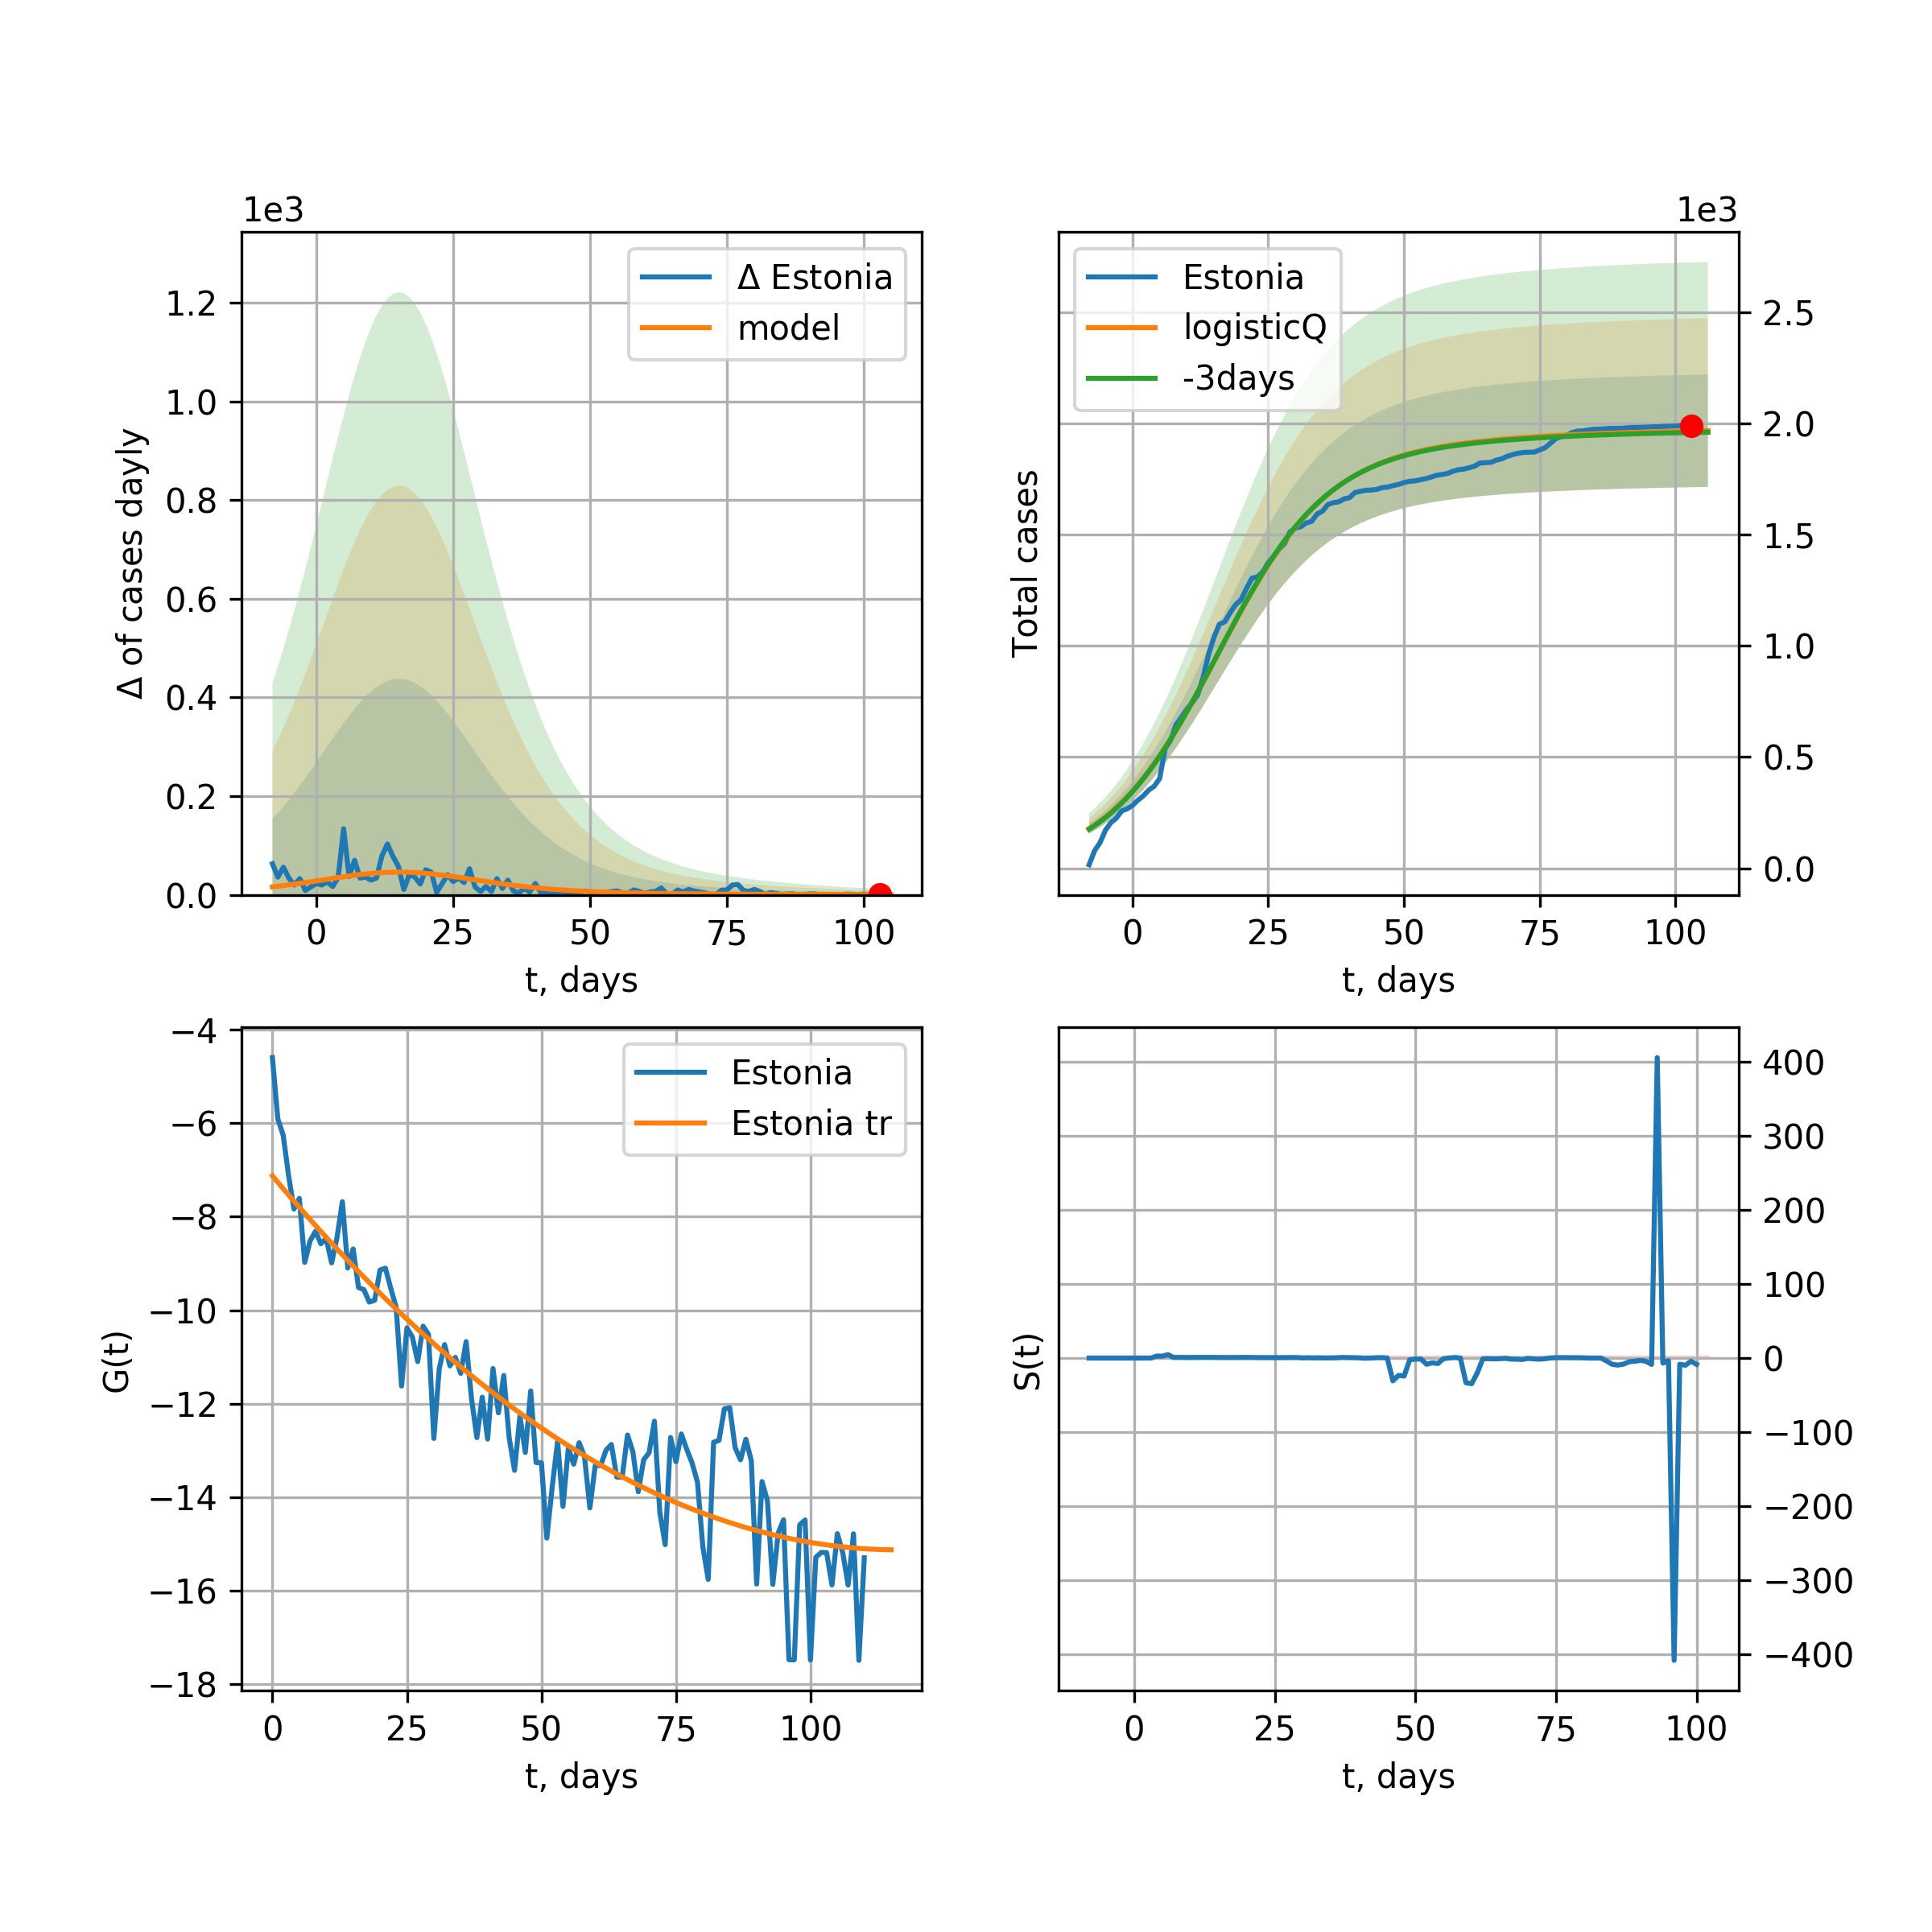 1e3
Δ Estonia
model
1.2
1.0
0.8
0.6
0.4
0.2
0.0
Δ of cases dayly
0 25 50 75 100
t, days
1e3
Estonia
logisticQ
-3days
2.5
2.0
1.5
1.0
0.5
0.0
Total cases
0 25 50 75 100
t, days
Estonia
Estonia tr
−4
−6
−8
−10
−12
−14
−16
−18
G(t)
0 25 50 75 100
t, days
400
300
200
100
0
−100
−200
−300
−400
S(t)
0 25 50 75 100
t, days